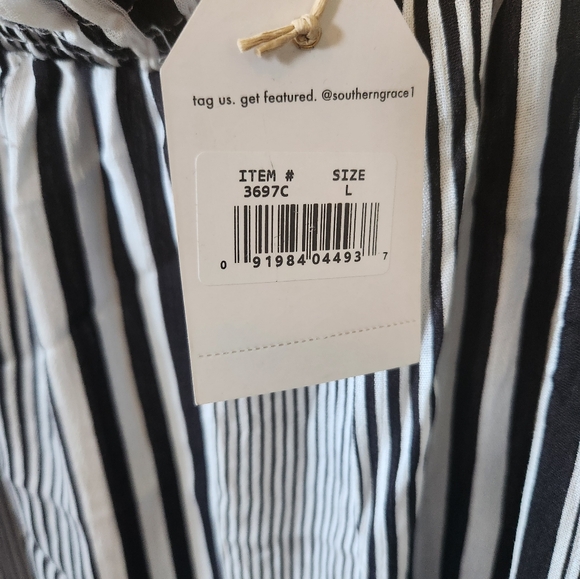 tag us. get featured. @southerngrace1
ITEM # SIZE
3697C L
0 91984 04493 7